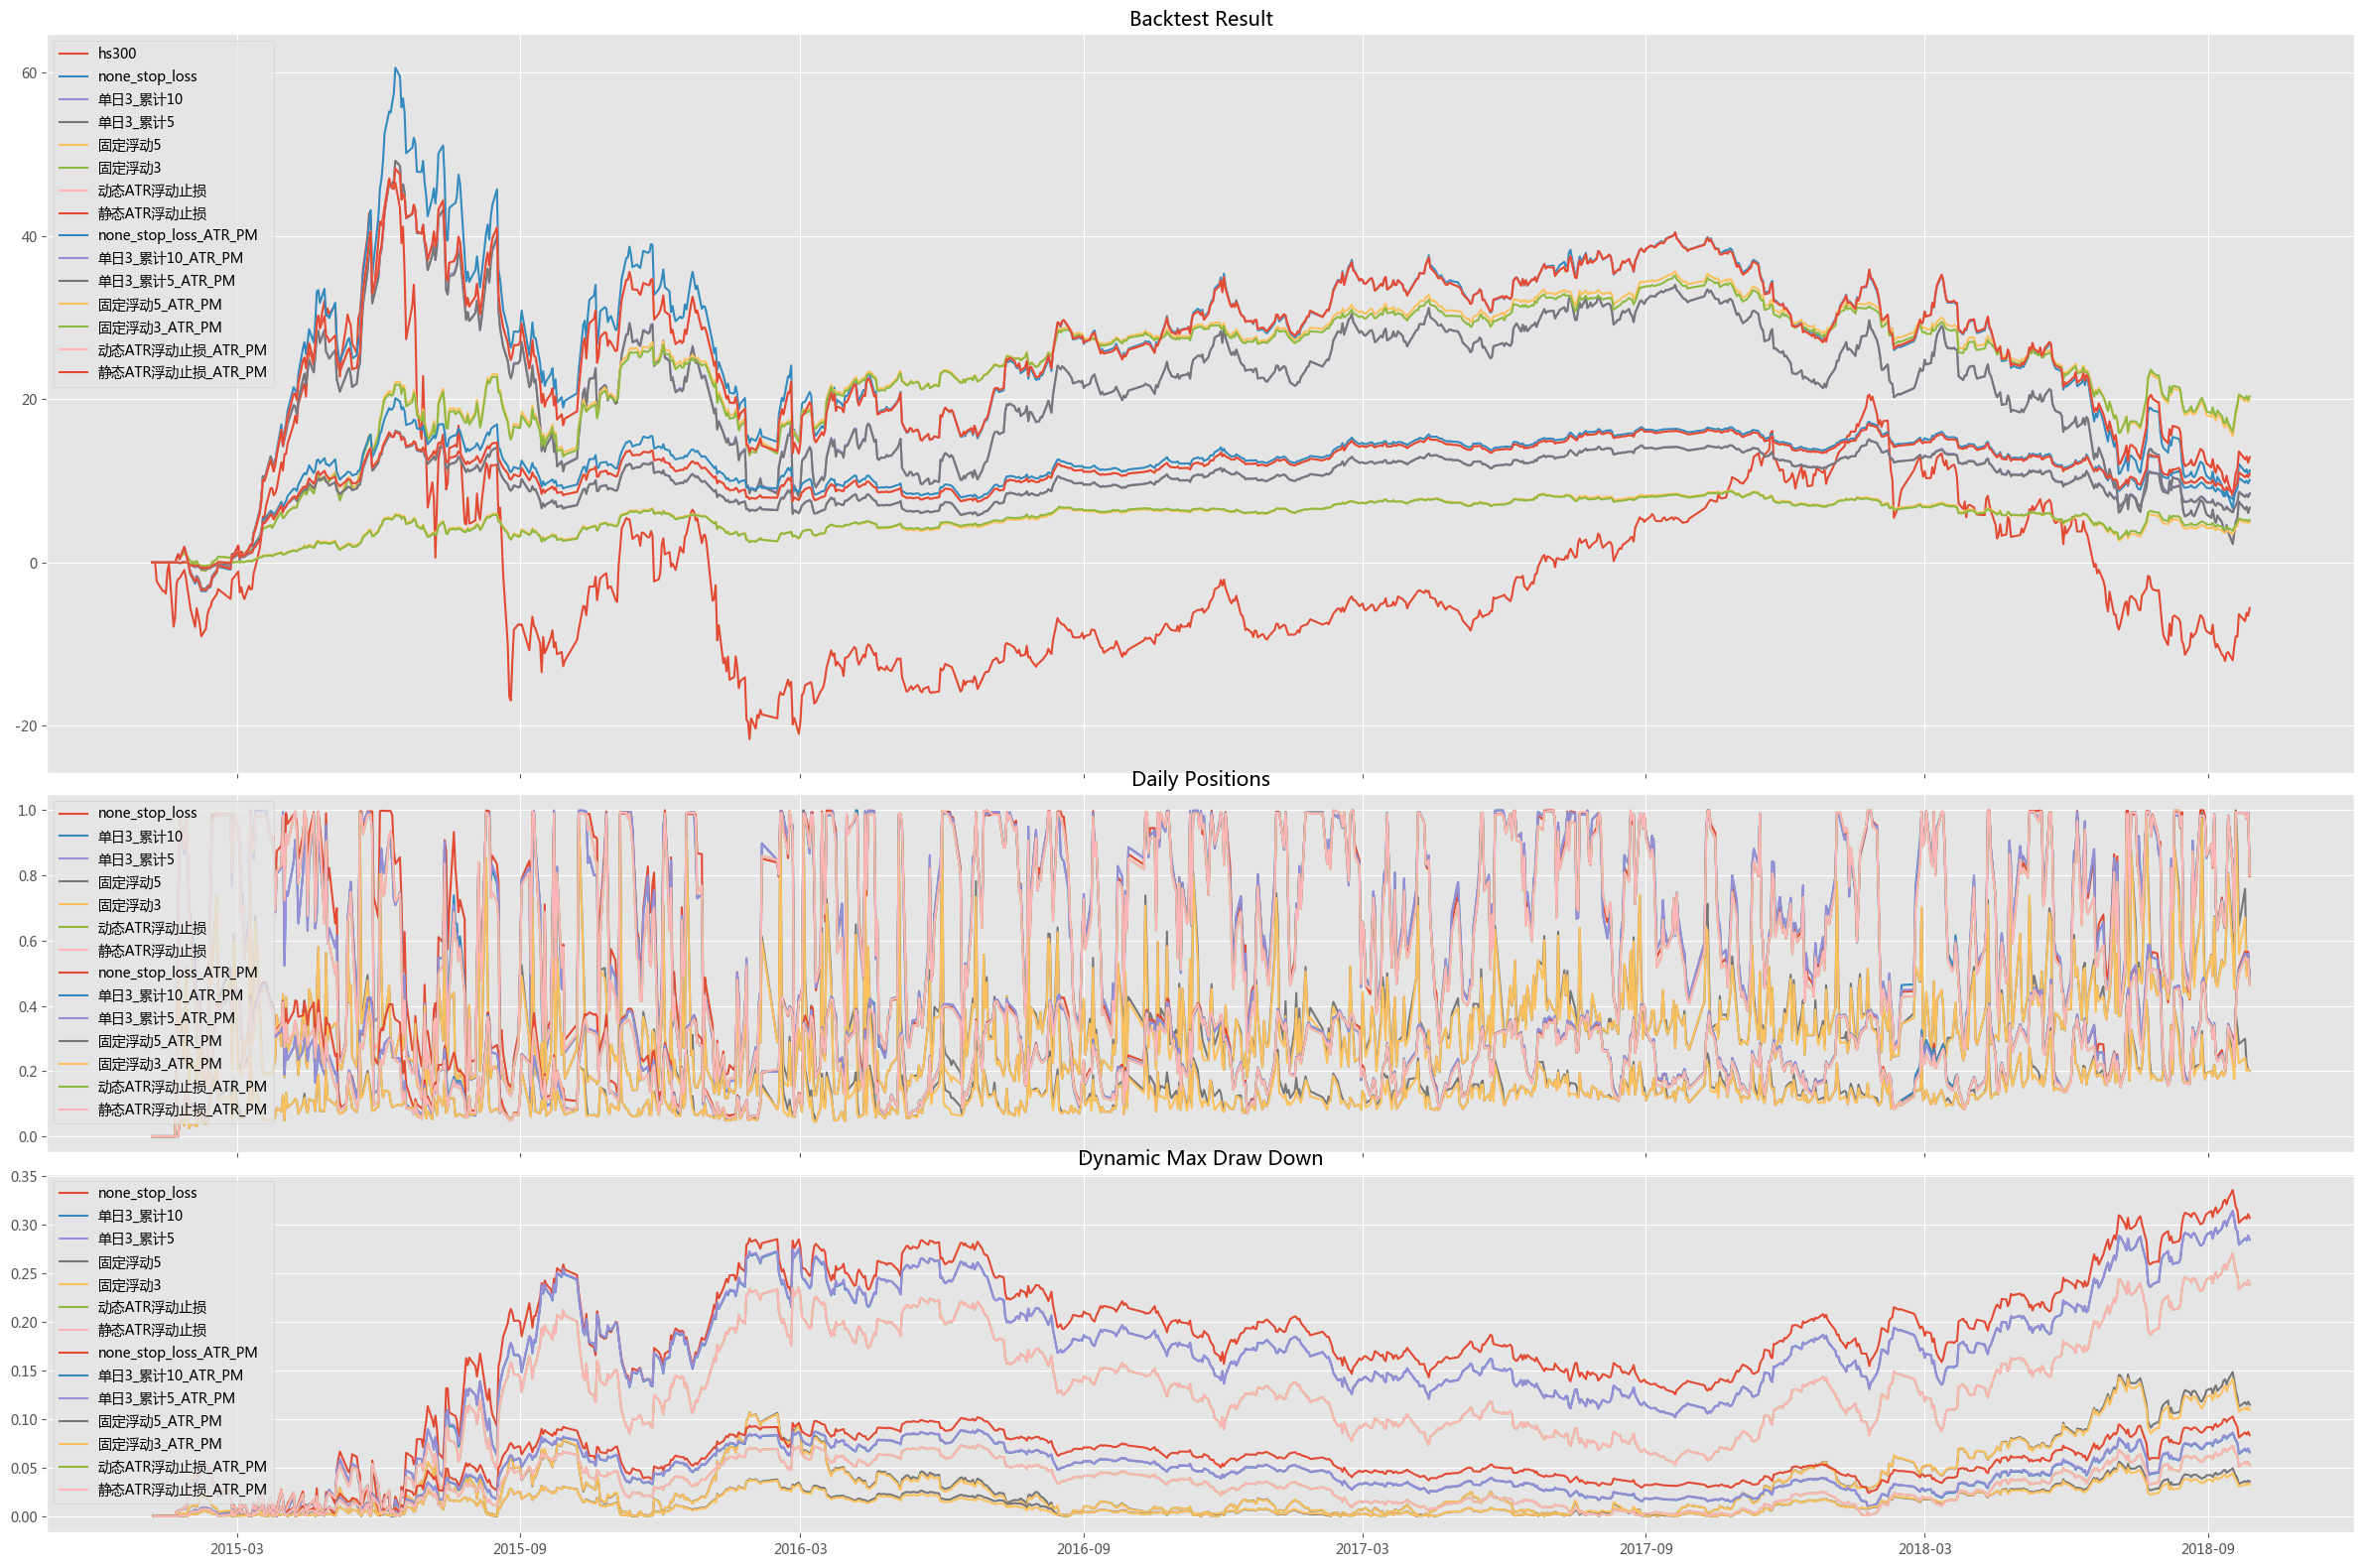 Backtest Result
60
40
20
0
-20
hs300
none_stop_loss
单日3_累计10
单日3_累计5
固定浮动5
固定浮动3
动态ATR浮动止损
静态ATR浮动止损
none_stop_loss_ATR_PM
单日3_累计10_ATR_PM
单日3_累计5_ATR_PM
固定浮动5_ATR_PM
固定浮动3_ATR_PM
动态ATR浮动止损_ATR_PM
静态ATR浮动止损_ATR_PM
Daily Positions
1.0
0.8
0.6
0.4
0.2
0.0
none_stop_loss
单日3_累计10
单日3_累计5
固定浮动5
固定浮动3
动态ATR浮动止损
静态ATR浮动止损
none_stop_loss_ATR_PM
单日3_累计10_ATR_PM
单日3_累计5_ATR_PM
固定浮动5_ATR_PM
固定浮动3_ATR_PM
动态ATR浮动止损_ATR_PM
静态ATR浮动止损_ATR_PM
Dynamic Max Draw Down
0.35
0.30
0.25
0.20
0.15
0.10
0.05
0.00
none_stop_loss
单日3_累计10
单日3_累计5
固定浮动5
固定浮动3
动态ATR浮动止损
静态ATR浮动止损
none_stop_loss_ATR_PM
单日3_累计10_ATR_PM
单日3_累计5_ATR_PM
固定浮动5_ATR_PM
固定浮动3_ATR_PM
动态ATR浮动止损_ATR_PM
静态ATR浮动止损_ATR_PM
2015-03 2015-09 2016-03 2016-09 2017-03 2017-09 2018-03 2018-09